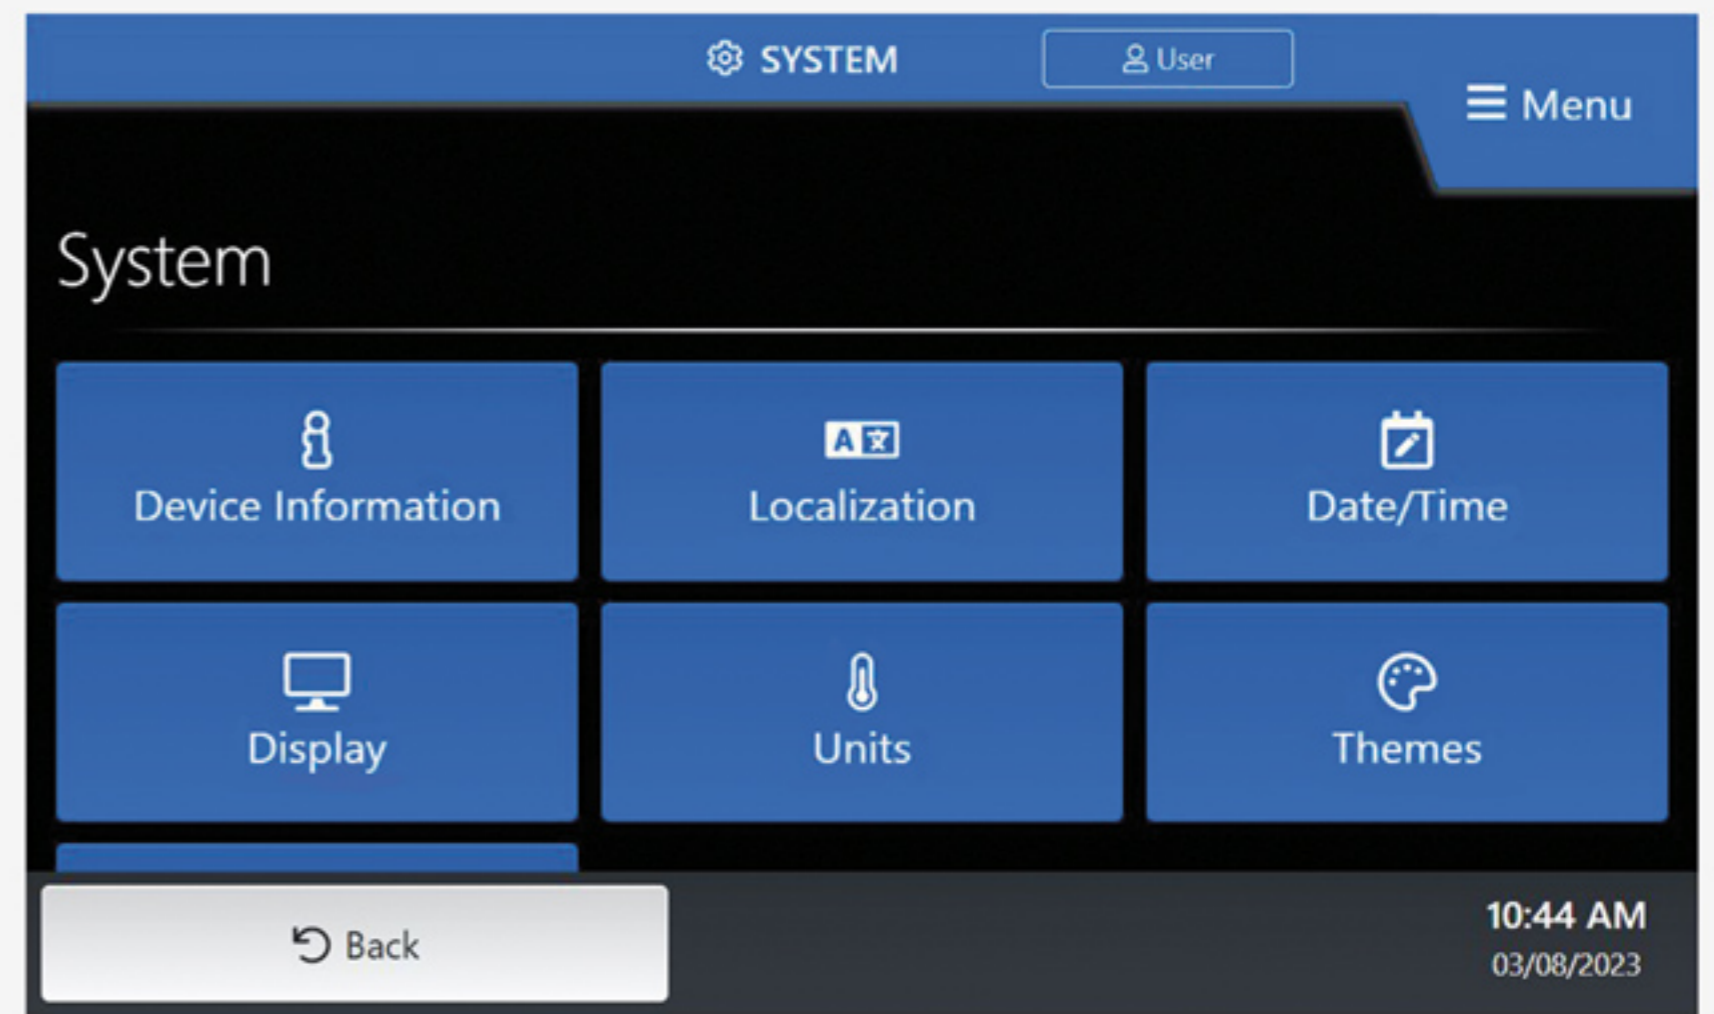 SYSTEM
User
Menu
System
Device Information
Localization
Date/Time
Display
Units
Themes
Back
10:44 AM
03/08/2023